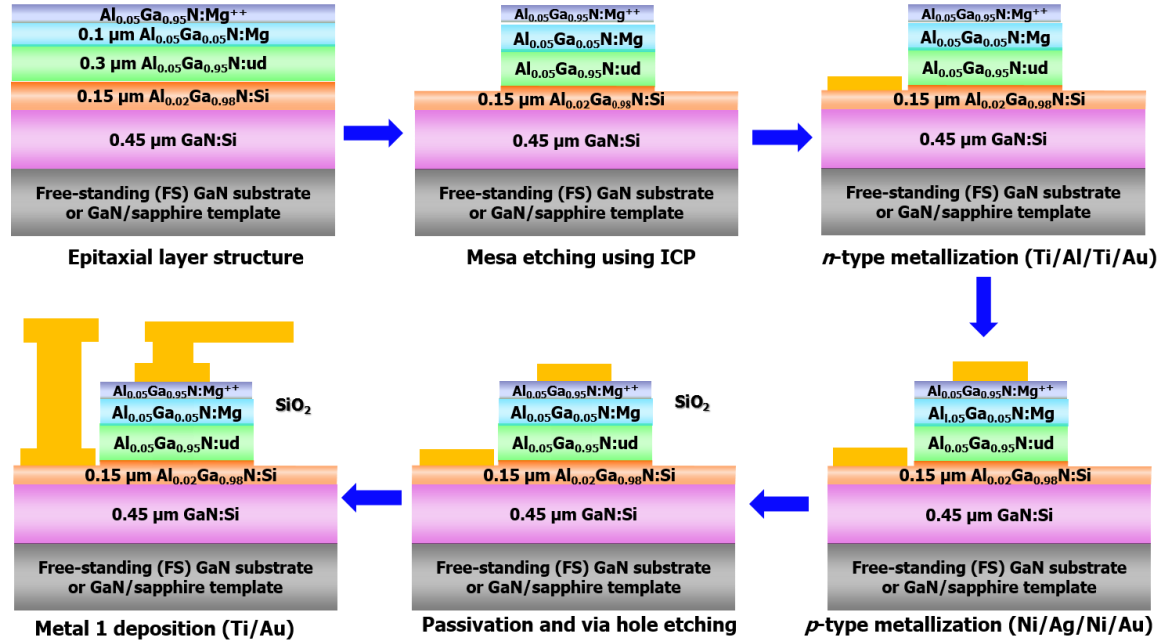 Al₀.₀₅Ga₀.₉₅N:Mg⁺⁺
0.1 µm Al₀.₀₅Ga₀.₀₅N:Mg
0.3 µm Al₀.₀₅Ga₀.₉₅N:ud
0.15 µm Al₀.₀₂Ga₀.₉₈N:Si
0.45 µm GaN:Si
Free-standing (FS) GaN substrate
or GaN/sapphire template
Epitaxial layer structure
Al₀.₀₅Ga₀.₉₅N:Mg⁺⁺
Al₀.₀₅Ga₀.₀₅N:Mg
Al₀.₀₅Ga₀.₉₅N:ud
0.15 µm Al₀.₀₂Ga₀.₉₈N:Si
0.45 µm GaN:Si
Free-standing (FS) GaN substrate
or GaN/sapphire template
Mesa etching using ICP
Al₀.₀₅Ga₀.₉₅N:Mg⁺⁺
Al₀.₀₅Ga₀.₀₅N:Mg
Al₀.₀₅Ga₀.₉₅N:ud
0.15 µm Al₀.₀₂Ga₀.₉₈N:Si
0.45 µm GaN:Si
Free-standing (FS) GaN substrate
or GaN/sapphire template
n-type metallization (Ti/Al/Ti/Au)
Al₀.₀₅Ga₀.₉₅N:Mg⁺⁺
Al₀.₀₅Ga₀.₀₅N:Mg
Al₀.₀₅Ga₀.₉₅N:ud
SiO₂
0.15 µm Al₀.₀₂Ga₀.₉₈N:Si
0.45 µm GaN:Si
Free-standing (FS) GaN substrate
or GaN/sapphire template
Metal 1 deposition (Ti/Au)
Al₀.₀₅Ga₀.₉₅N:Mg⁺⁺
Al₀.₀₅Ga₀.₀₅N:Mg
Al₀.₀₅Ga₀.₉₅N:ud
SiO₂
0.15 µm Al₀.₀₂Ga₀.₉₈N:Si
0.45 µm GaN:Si
Free-standing (FS) GaN substrate
or GaN/sapphire template
Passivation and via hole etching
Al₀.₀₅Ga₀.₉₅N:Mg⁺⁺
Alₗ.₀₅Ga₀.₀₅N:Mg
Al₀.₀₅Ga₀.₉₅N:ud
0.15 µm Al₀.₀₂Ga₀.₉₈N:Si
0.45 µm GaN:Si
Free-standing (FS) GaN substrate
or GaN/sapphire template
p-type metallization (Ni/Ag/Ni/Au)